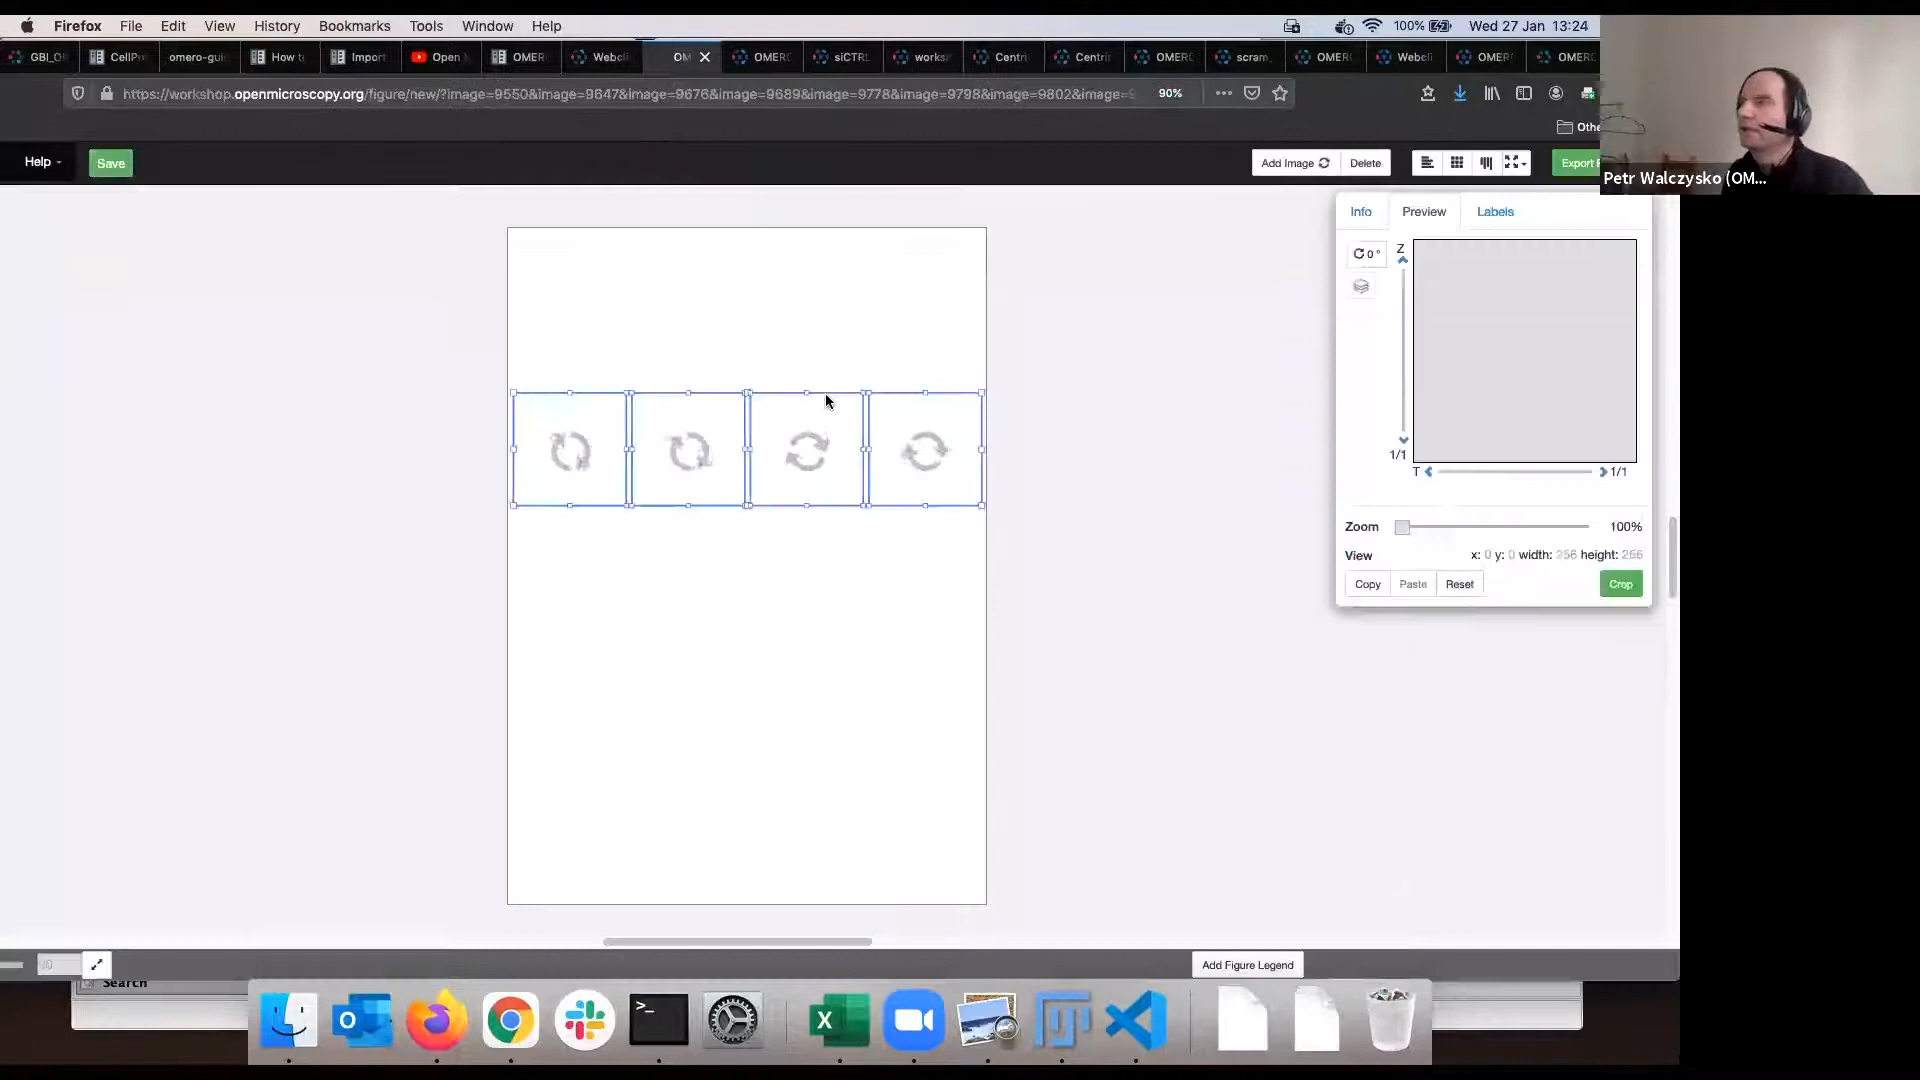 Firefox File Edit View History Bookmarks Tools Window Help 100% Wed 27 Jan 13:24
CellPr omero-gui How t Import Open OMER Webcli OM OMERO siCTRL works Centri Centri OMERO scram OMER Webcli OMER OMERO
https://workshop.openmicroscopy.org/figure/new/?image=9550&image=9647&image=9676&image=9689&image=9778&image=9798&image=9802&image= 90%
Othe
Help Save Add Image Delete Export
Petr Walczysko (OM...
Info Preview Labels
0° Z
1/1
T 1/1
Zoom 100%
View x: 0 y: 0 width: 256 height: 256
Copy Paste Reset Crop
Add Figure Legend
Search